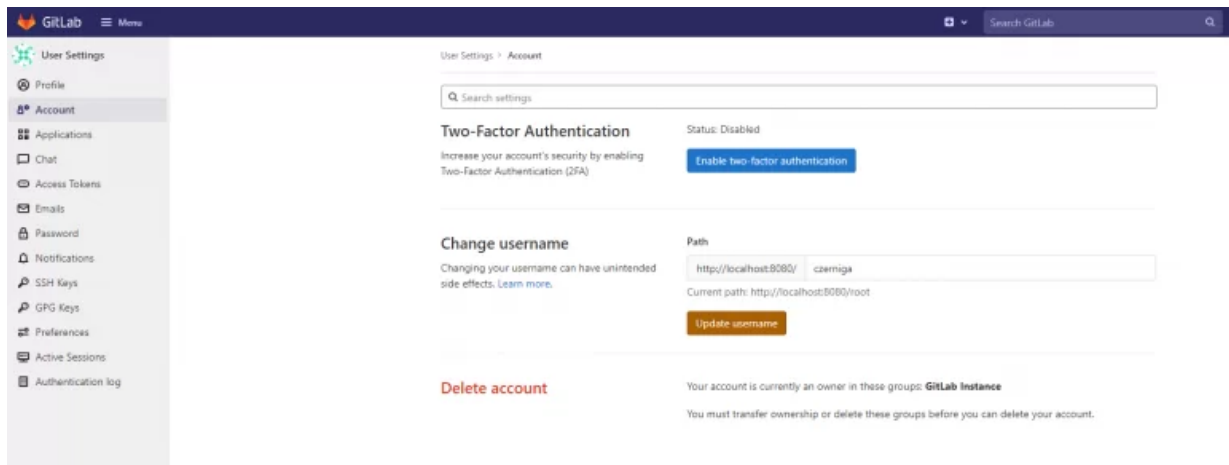 GitLab
Menu
Search GitLab
User Settings
Profile
Account
Applications
Chat
Access Tokens
Emails
Password
Notifications
SSH Keys
GPG Keys
Preferences
Active Sessions
Authentication log
User Settings > Account
Search settings
Two-Factor Authentication
Increase your account's security by enabling
Two-Factor Authentication (2FA)
Status: Disabled
Enable two-factor authentication
Change username
Changing your username can have unintended
side effects. Learn more.
Path
http://localhost:8080/ czerniga
Current path: http://localhost:8080/root
Update username
Delete account
Your account is currently an owner in these groups: GitLab Instance
You must transfer ownership or delete these groups before you can delete your account.